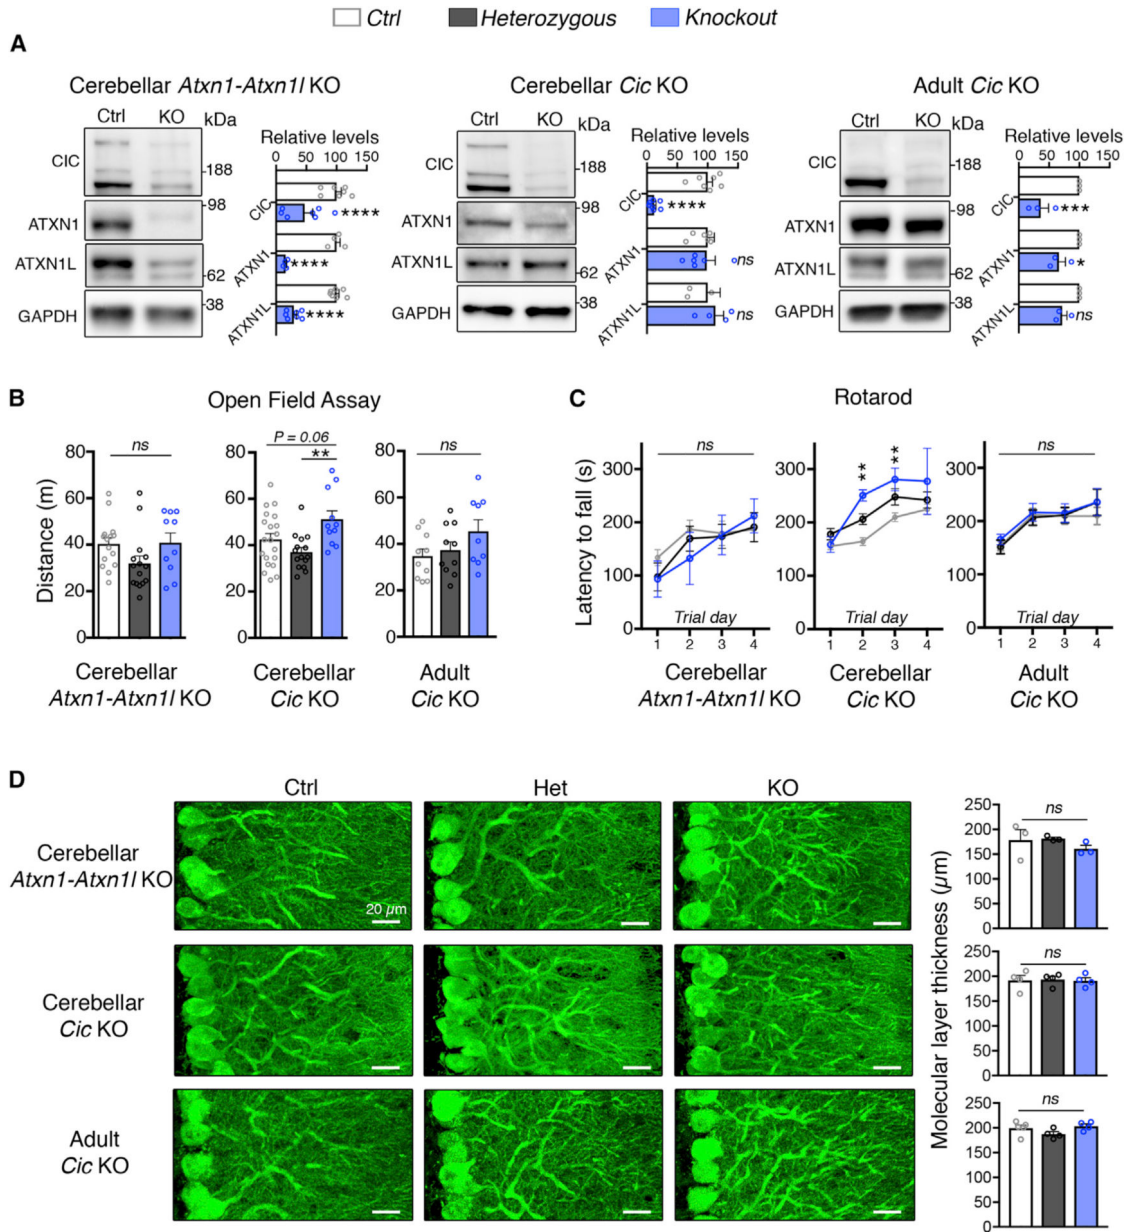 Ctrl Heterozygous Knockout
A
Cerebellar Atxn1-Atxn1l KO
Ctrl KO kDa
CIC
188
98
ATXN1
ATXN1L
62
GAPDH
38
Relative levels
0 50 100 150
CIC
****
ATXN1
****
ATXN1L
****
Cerebellar Cic KO
Ctrl KO kDa
CIC
188
98
ATXN1
ATXN1L
62
GAPDH
38
Relative levels
0 50 100 150
CIC
****
ATXN1
ns
ATXN1L
ns
Adult Cic KO
Ctrl KO kDa
CIC
188
98
ATXN1
ATXN1L
62
GAPDH
38
Relative levels
0 50 100 150
CIC
***
ATXN1
*
ATXN1L
ns
B
Open Field Assay
Distance (m)
80
60
40
20
0
ns
Cerebellar
Atxn1-Atxn1l KO
80
60
40
20
0
P = 0.06
**
Cerebellar
Cic KO
80
60
40
20
0
ns
Adult
Cic KO
C
Rotarod
Latency to fall (s)
300
200
100
0
ns
Trial day
1 2 3 4
Cerebellar
Atxn1-Atxn1l KO
300
200
100
0
**
**
Trial day
1 2 3 4
Cerebellar
Cic KO
300
200
100
0
ns
Trial day
1 2 3 4
Adult
Cic KO
D
Ctrl Het KO
Cerebellar
Atxn1-Atxn1l KO
20 µm
Cerebellar
Cic KO
Adult
Cic KO
Molecular layer thickness (µm)
250
200
150
100
50
0
ns
250
200
150
100
50
0
ns
250
200
150
100
50
0
ns